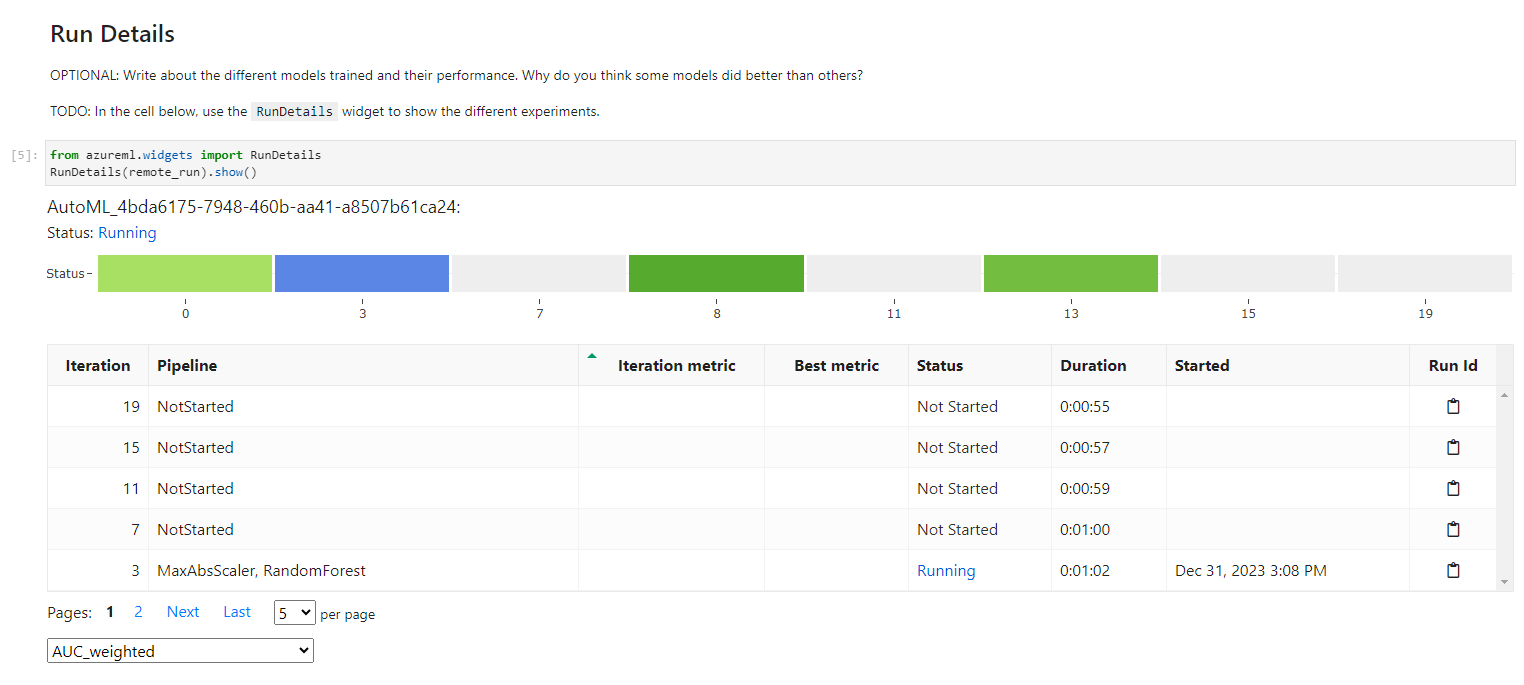 Run Details
OPTIONAL: Write about the different models trained and their performance. Why do you think some models did better than others?
TODO: In the cell below, use the RunDetails widget to show the different experiments.
[5]: from azureml.widgets import RunDetails
RunDetails(remote_run).show()
AutoML_4bda6175-7948-460b-aa41-a8507b61ca24:
Status: Running
Status
0 3 7 8 11 13 15 19
Iteration Pipeline Iteration metric Best metric Status Duration Started Run Id
19 NotStarted Not Started 0:00:55
15 NotStarted Not Started 0:00:57
11 NotStarted Not Started 0:00:59
7 NotStarted Not Started 0:01:00
3 MaxAbsScaler, RandomForest Running 0:01:02 Dec 31, 2023 3:08 PM
Pages: 1 2 Next Last 5 per page
AUC_weighted